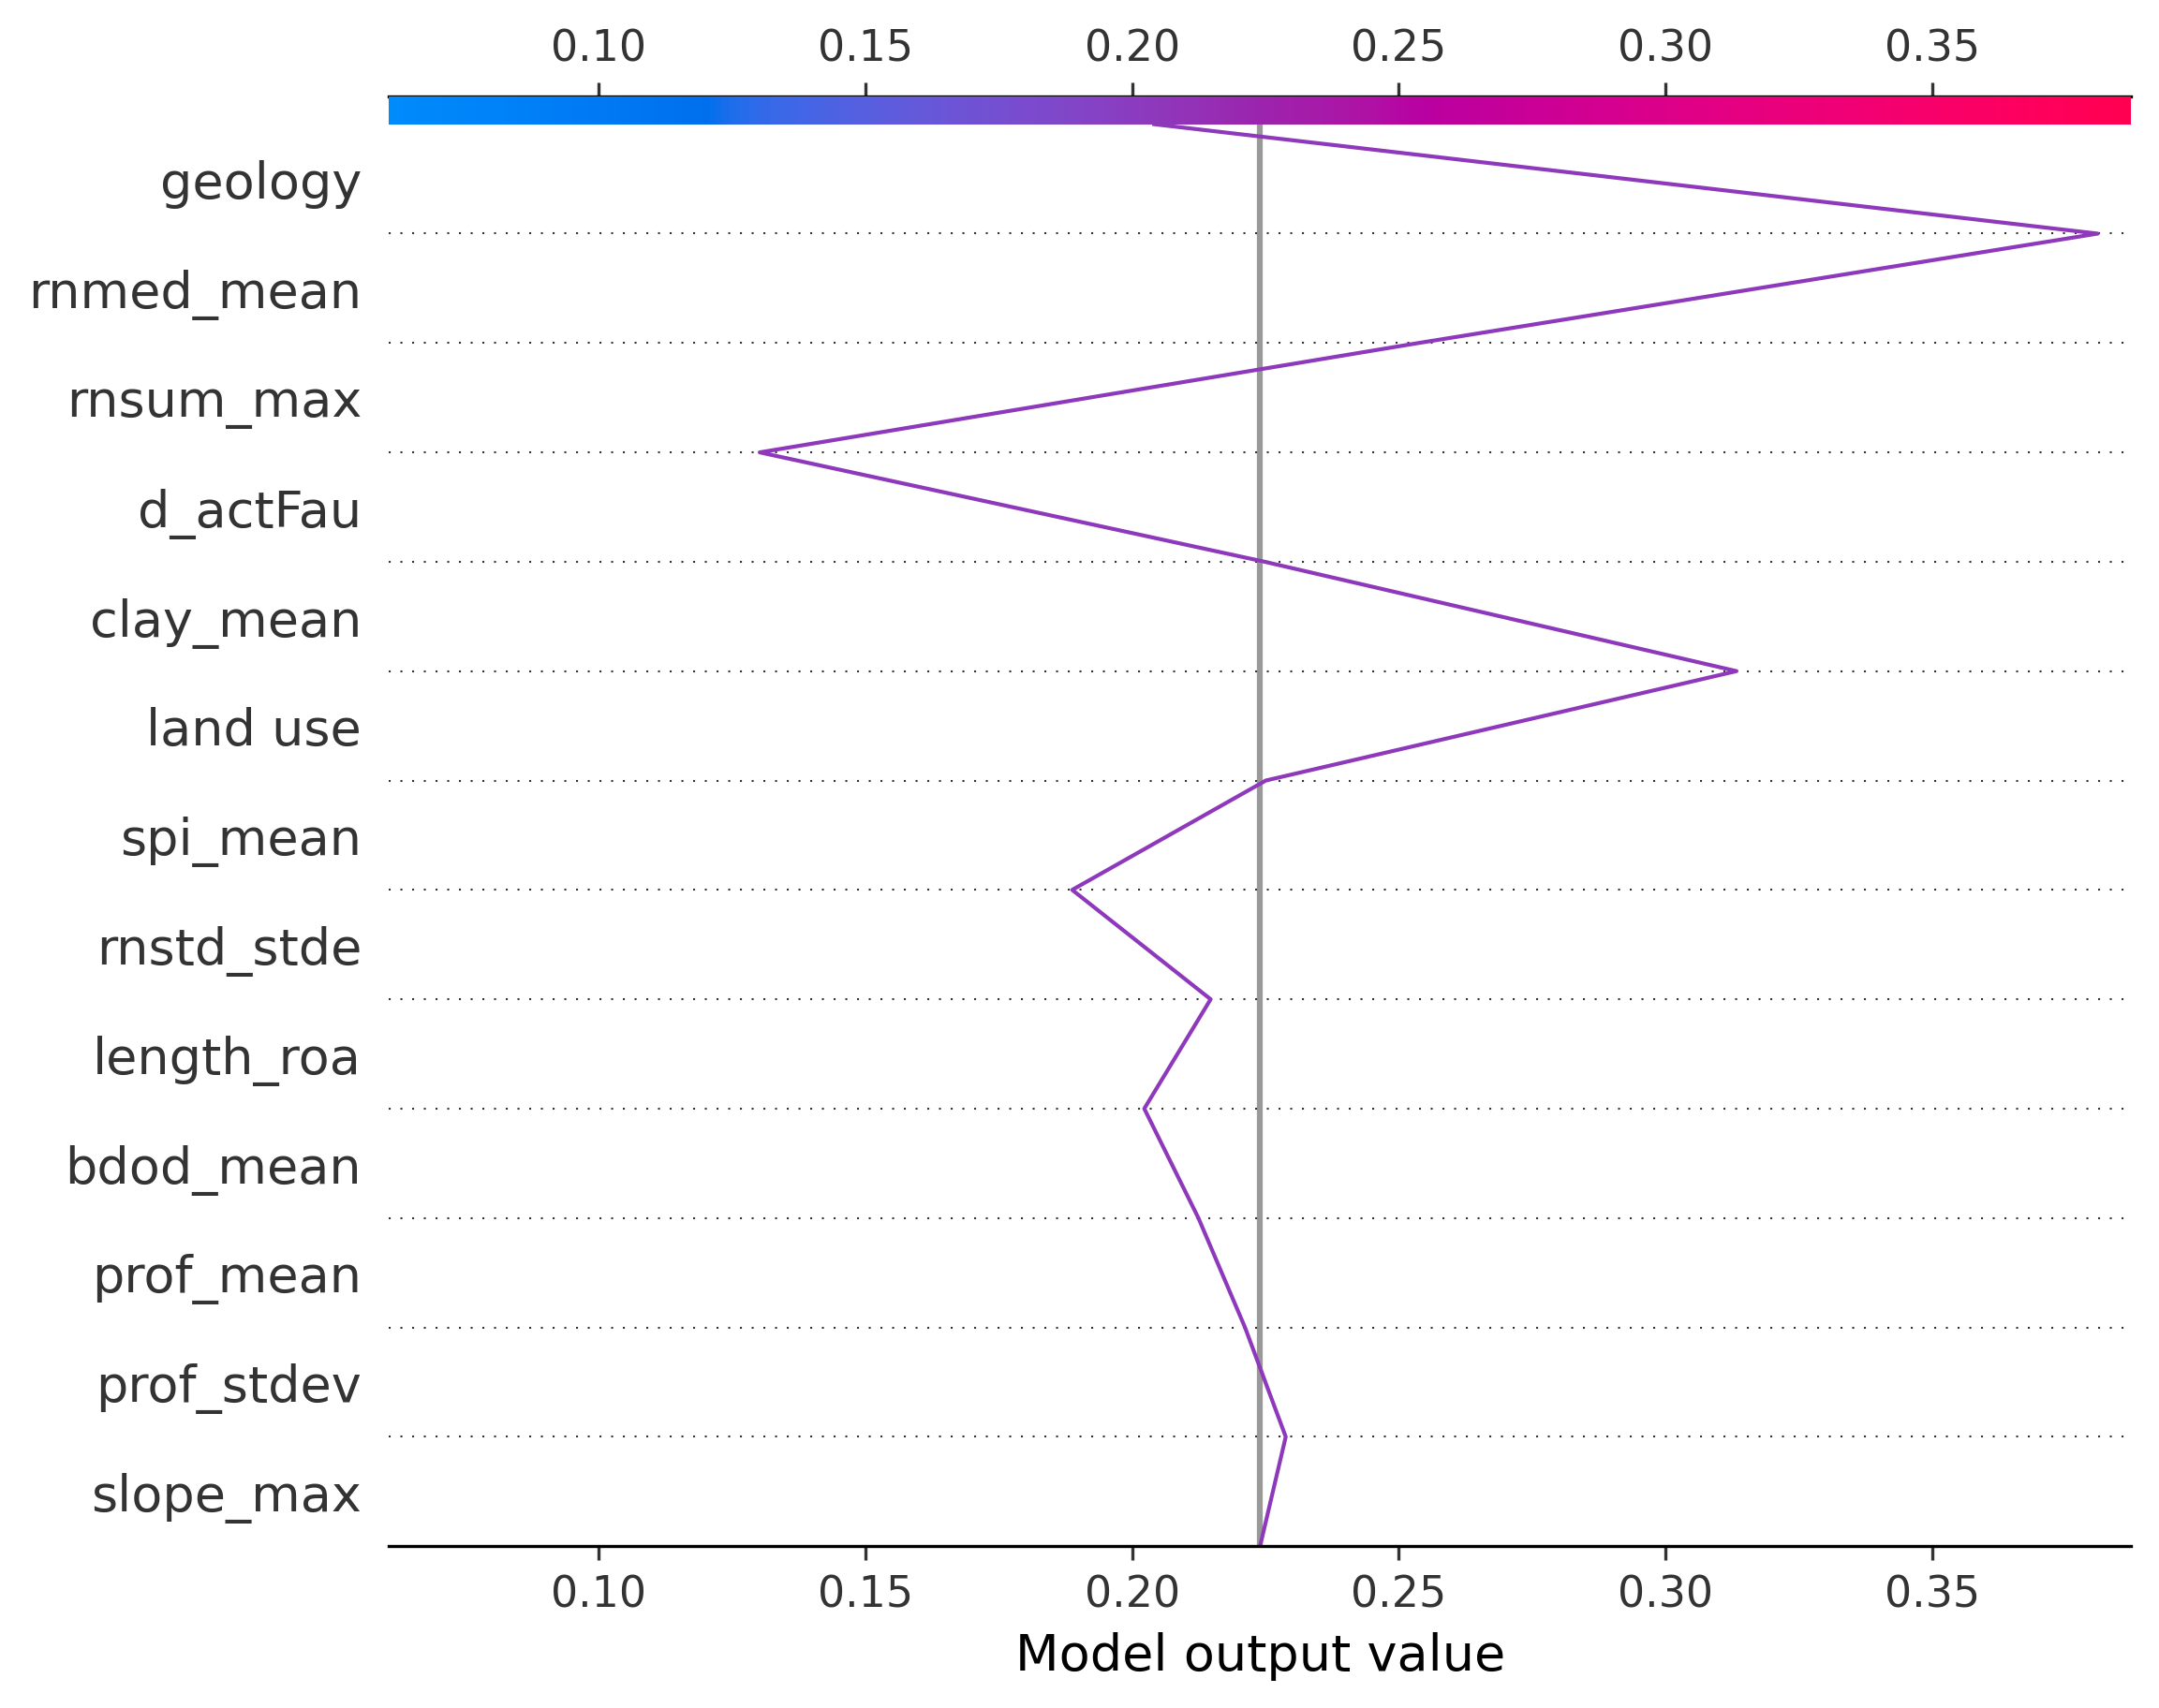 0.10 0.15 0.20 0.25 0.30 0.35
geology
rnmed_mean
rnsum_max
d_actFau
clay_mean
land use
spi_mean
rnstd_stde
length_roa
bdod_mean
prof_mean
prof_stdev
slope_max
0.10 0.15 0.20 0.25 0.30 0.35
Model output value